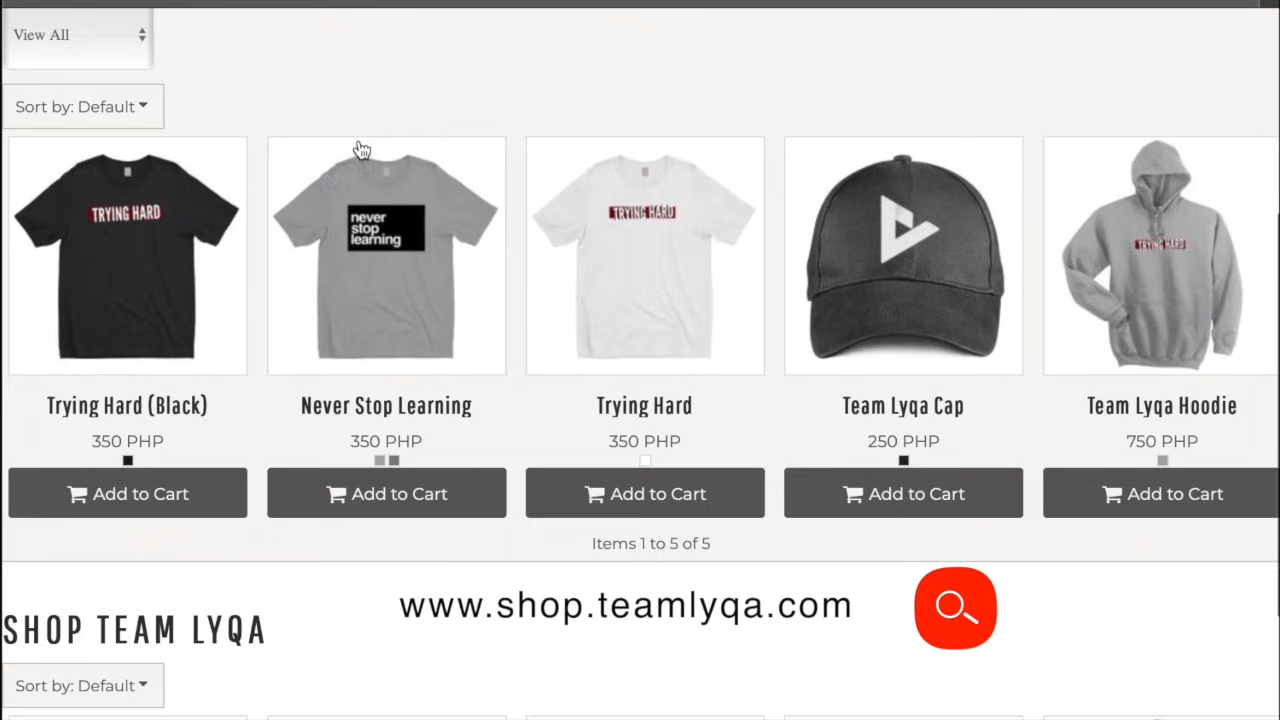 View All
Sort by: Default
TRYING HARD
never
stop
learning
TRYING HARD
TRYING HARD
Trying Hard (Black)
Never Stop Learning
Trying Hard
Team Lyqa Cap
Team Lyqa Hoodie
350 PHP
350 PHP
350 PHP
250 PHP
750 PHP
Add to Cart
Add to Cart
Add to Cart
Add to Cart
Add to Cart
Items 1 to 5 of 5
www.shop.teamlyqa.com
SHOP TEAM LYQA
Sort by: Default